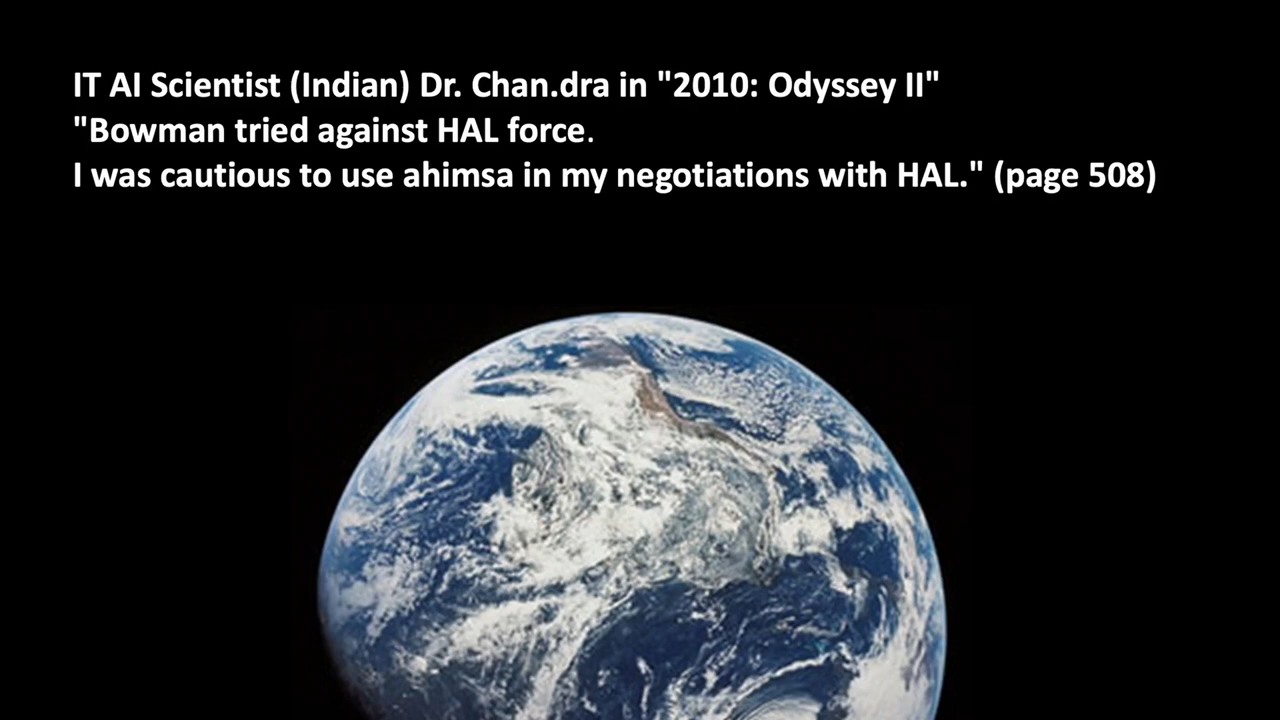 IT AI Scientist (Indian) Dr. Chan.dra in "2010: Odyssey II"
"Bowman tried against HAL force.
I was cautious to use ahimsa in my negotiations with HAL." (page 508)